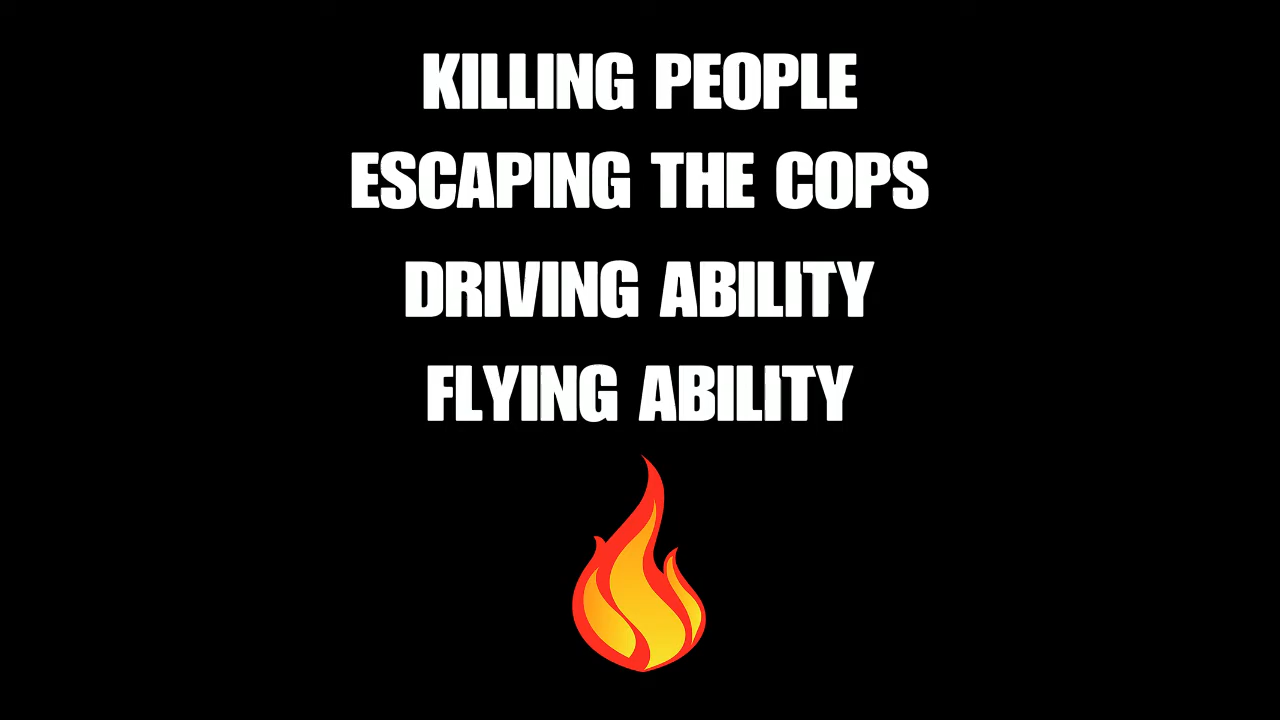 KILLING PEOPLE
ESCAPING THE COPS
DRIVING ABILITY
FLYING ABILITY